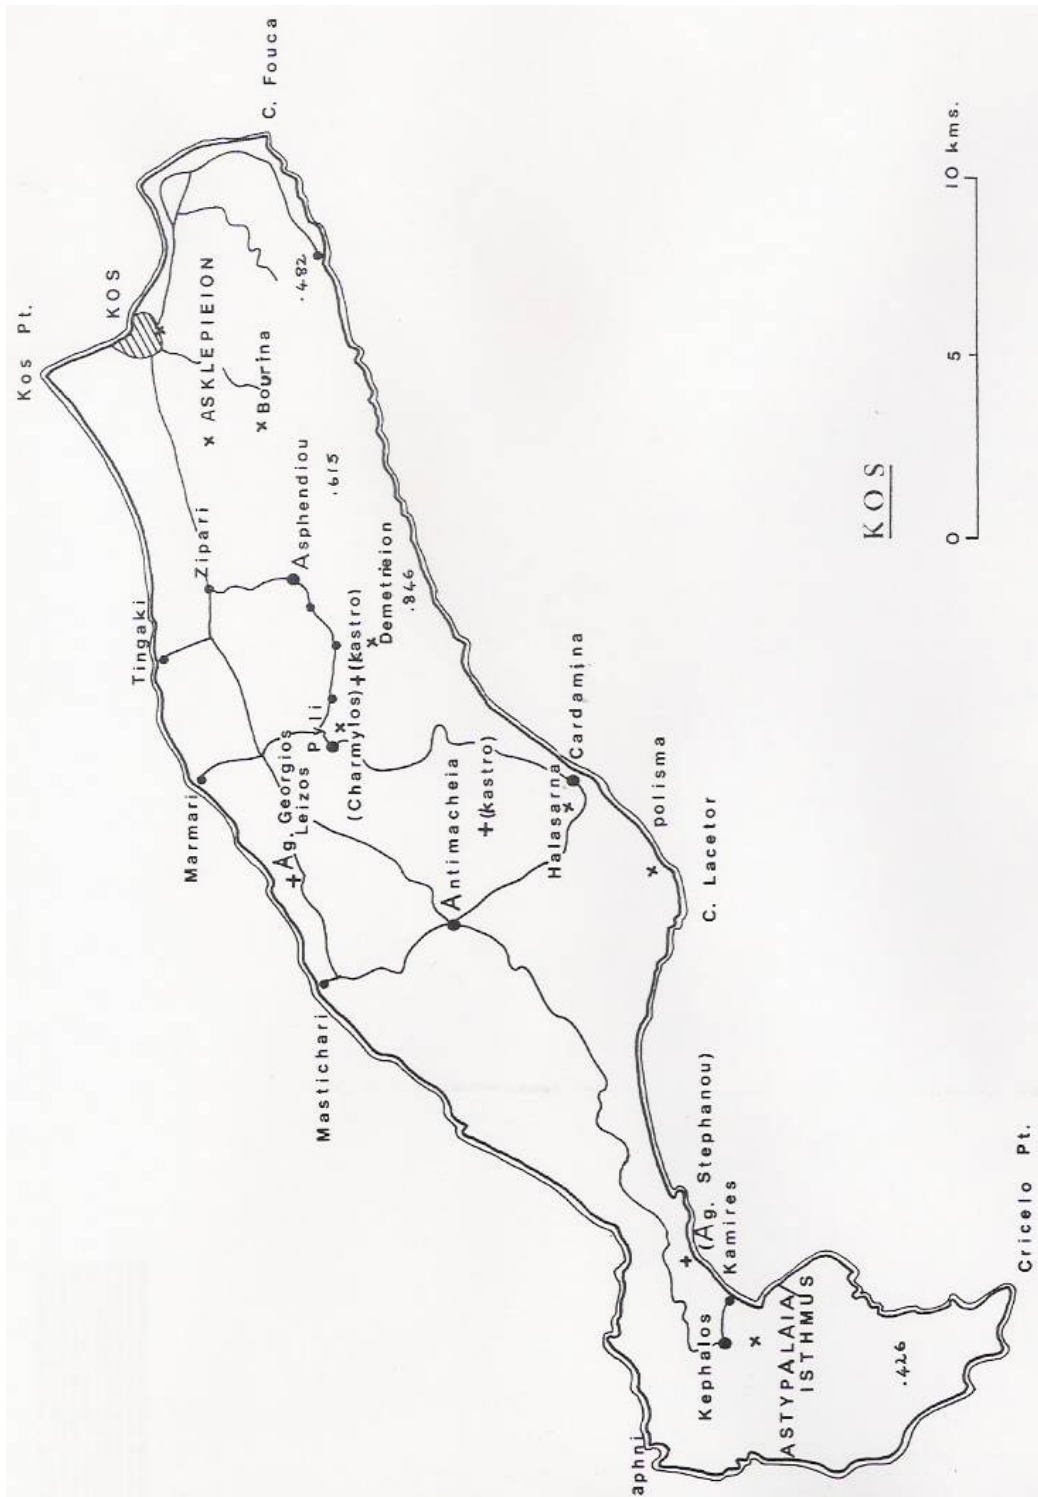 Kos Pt.
KOS
C. Fouca
× ASKLEPIEION
× Bourina
.482
Zipari
Asphendiou
.615
Tingaki
Demetrieion
.846
(Charmylos)+(kastro)
Pyli
Marmari
Ag. Georgios
Leizos
Antimacheia
+(kastro)
Halasarna
Cardamina
polisma
C. Lacetor
Mastichari
(Ag. Stephanou)
Kamires
Kephalos
ASTYPALAIA
ISTHMUS
.426
aphni
Cricelo Pt.
KOS
0 5 10 kms.